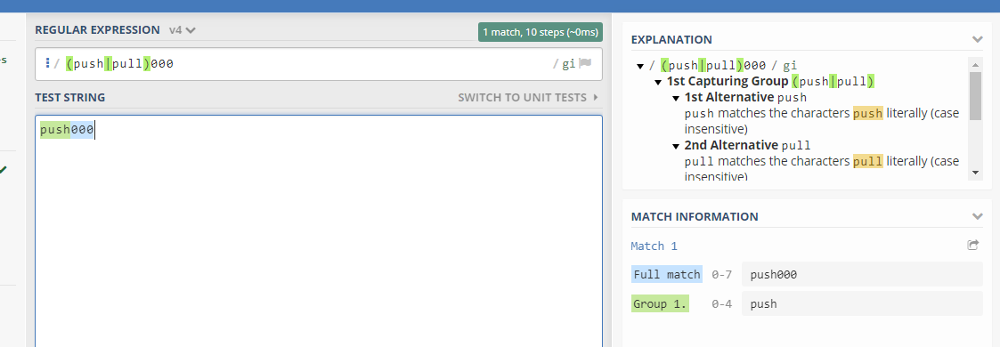 -s
REGULAR EXPRESSION v4
1 match, 10 steps (~0ms)
/ (push|pull)000 / gi
TEST STRING
SWITCH TO UNIT TESTS
push000
EXPLANATION
/ (push|pull)000 / gi
1st Capturing Group (push|pull)
1st Alternative push
push matches the characters push literally (case
insensitive)
2nd Alternative pull
pull matches the characters pull literally (case
insensitive)
MATCH INFORMATION
Match 1
Full match 0-7 push000
Group 1. 0-4 push